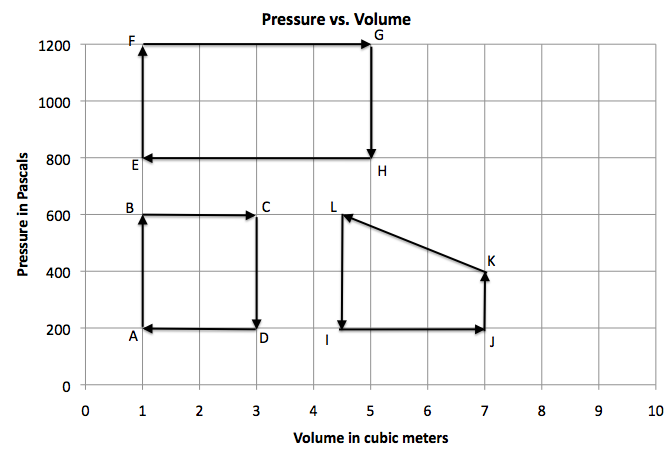 Pressure vs. Volume
F
G
1200
1000
800
E
H
B
C
L
600
K
400
200
A
D
I
J
0
Pressure in Pascals
0 1 2 3 4 5 6 7 8 9 10
Volume in cubic meters